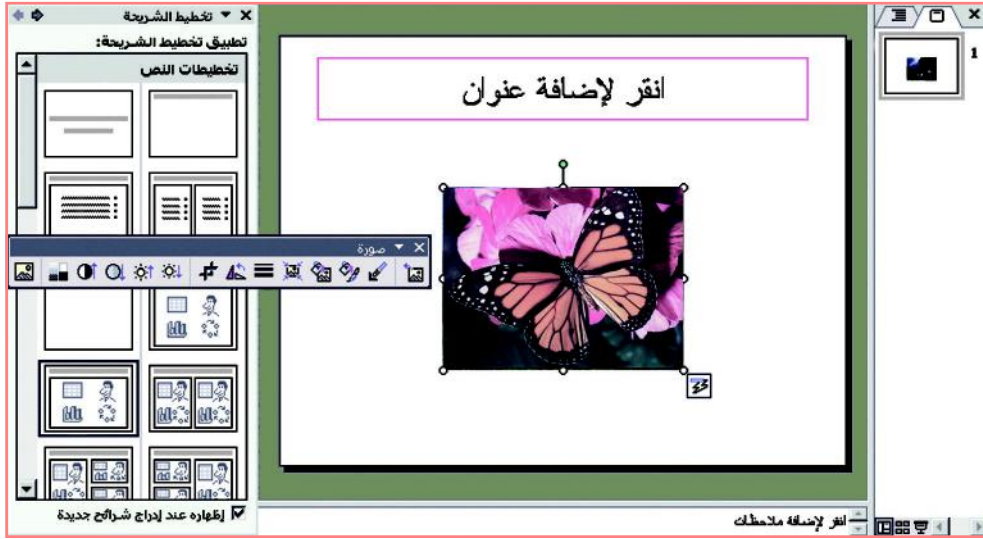 تخطيط الشريحة
تطبيق تخطيط الشريحة:
تخطيطات النص
إظهاره عند إدراج شرائح جديدة
صورة
انقر لإضافة عنوان
انقر لإضافة ملاحظات
1